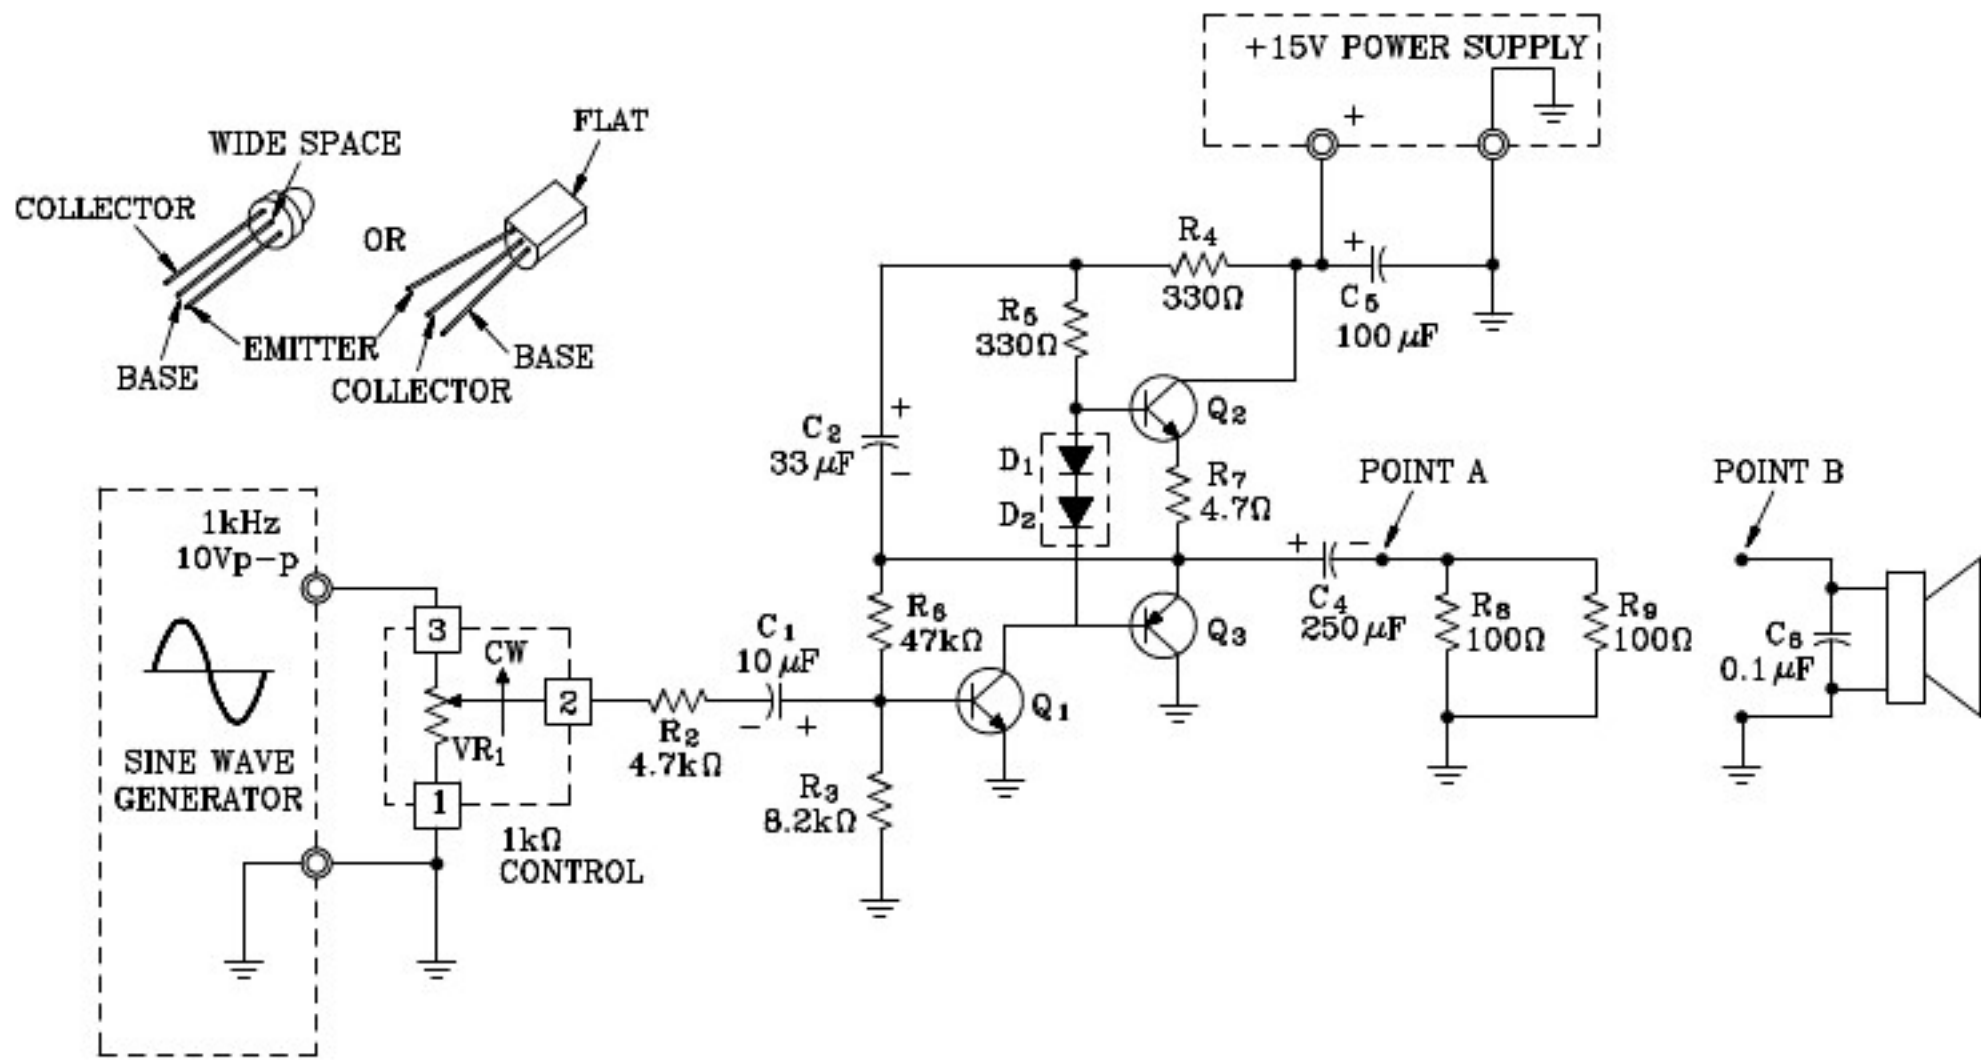 +15V POWER SUPPLY
+
WIDE SPACE
FLAT
COLLECTOR
OR
EMITTER
BASE
COLLECTOR
BASE
R4
330Ω
+
C5
100 µF
R5
330Ω
Q2
C2
33 µF
+
−
D1
D2
R7
4.7Ω
POINT A
POINT B
1kHz
10Vp-p
SINE WAVE
GENERATOR
3
CW
2
VR1
1
1kΩ
CONTROL
R2
4.7kΩ
C1
10 µF
−
+
R6
47kΩ
R3
8.2kΩ
Q1
Q3
+
−
C4
250 µF
R8
100Ω
R9
100Ω
C6
0.1 µF